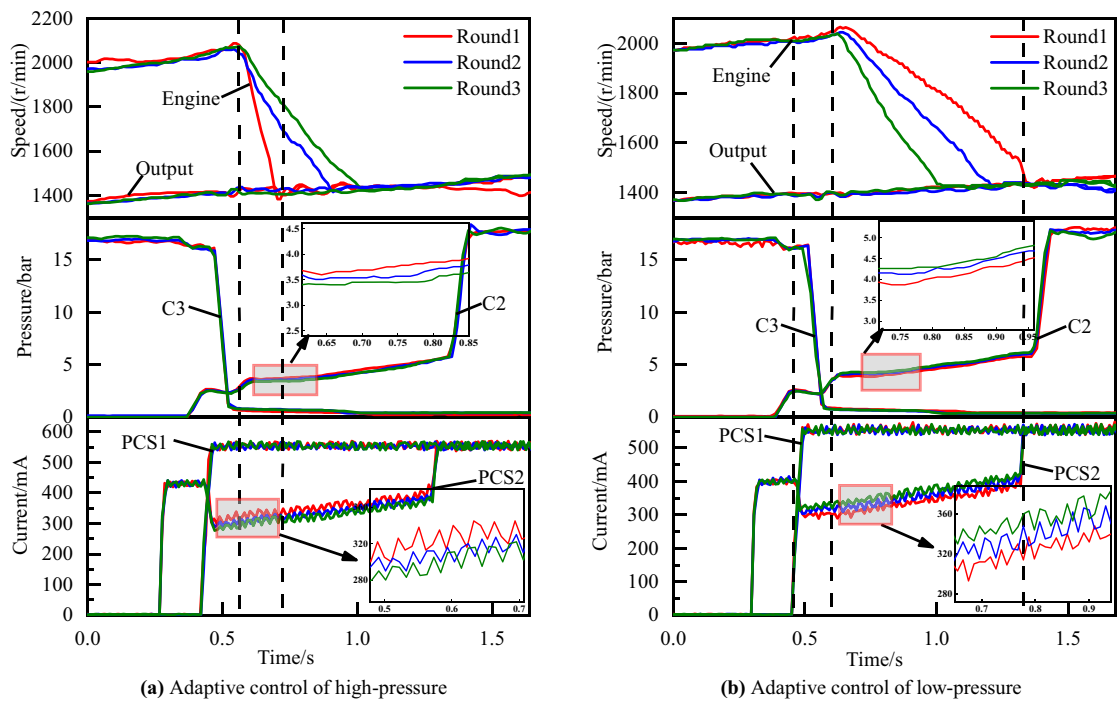 2200
2000
1800
1600
1400
1200
Speed/(r/min)
Round1
Round2
Round3
Engine
Output
15
10
5
0
Pressure/bar
4.5
4.0
3.5
3.0
2.5
0.65 0.70 0.75 0.80 0.85
C3
C2
600
500
400
300
200
100
0
Current/mA
PCS1
PCS2
320
280
0.5 0.6 0.7
0.0 0.5 1.0 1.5
Time/s
(a) Adaptive control of high-pressure
(b)
2000
1800
1600
1400
Speed/(r/min)
Round1
Round2
Round3
Engine
Output
15
10
5
0
Pressure/bar
5.0
4.5
4.0
3.5
3.0
0.75 0.80 0.85 0.90 0.95
C3
C2
500
400
300
200
100
0
Current/mA
PCS1
PCS2
360
320
280
0.7 0.8 0.9
0.0 0.5 1.0 1.5
Time/s
(b) Adaptive control of low-pressure